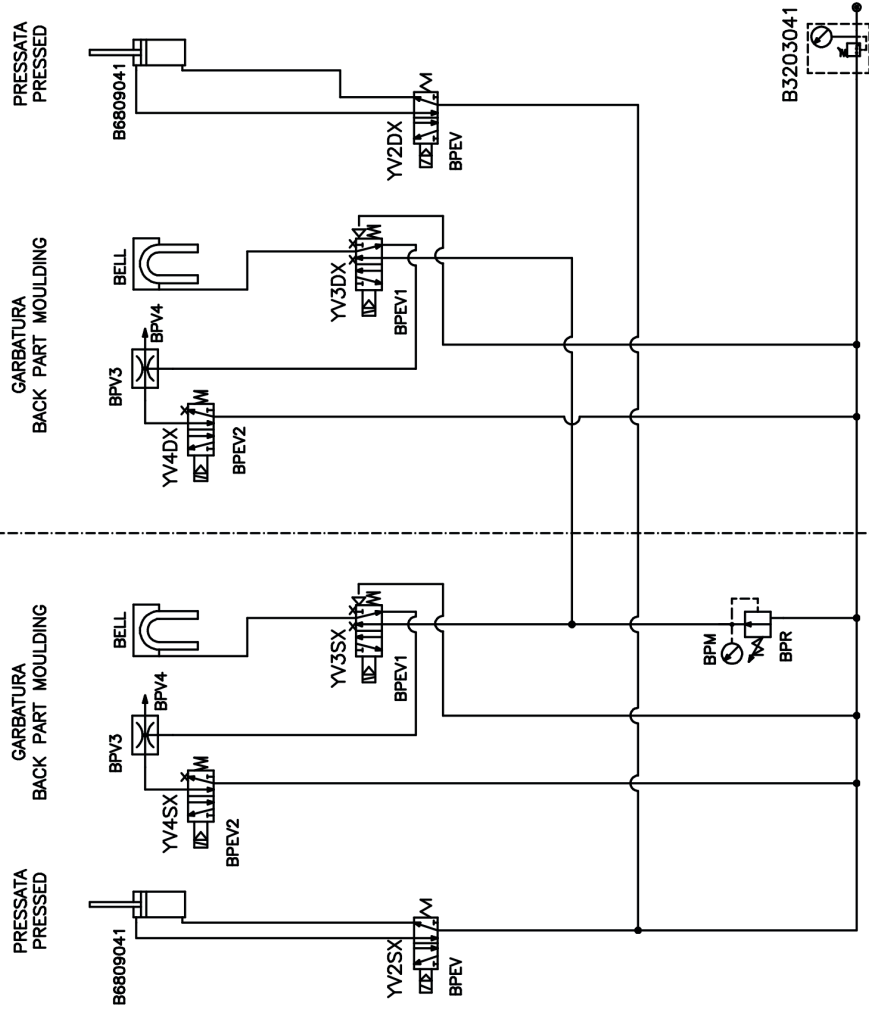 PRESSATA
PRESSED
B6809041
YV2DX
BPEV
B3203041
GARBATURA
BACK PART MOULDING
BELL
BPV3
BPV4
YV4DX
BPEV2
YV3DX
BPEV1
GARBATURA
BACK PART MOULDING
BELL
BPV3
BPV4
YV4SX
BPEV2
YV3SX
BPEV1
BPM
BPR
PRESSATA
PRESSED
B6809041
YV2SX
BPEV